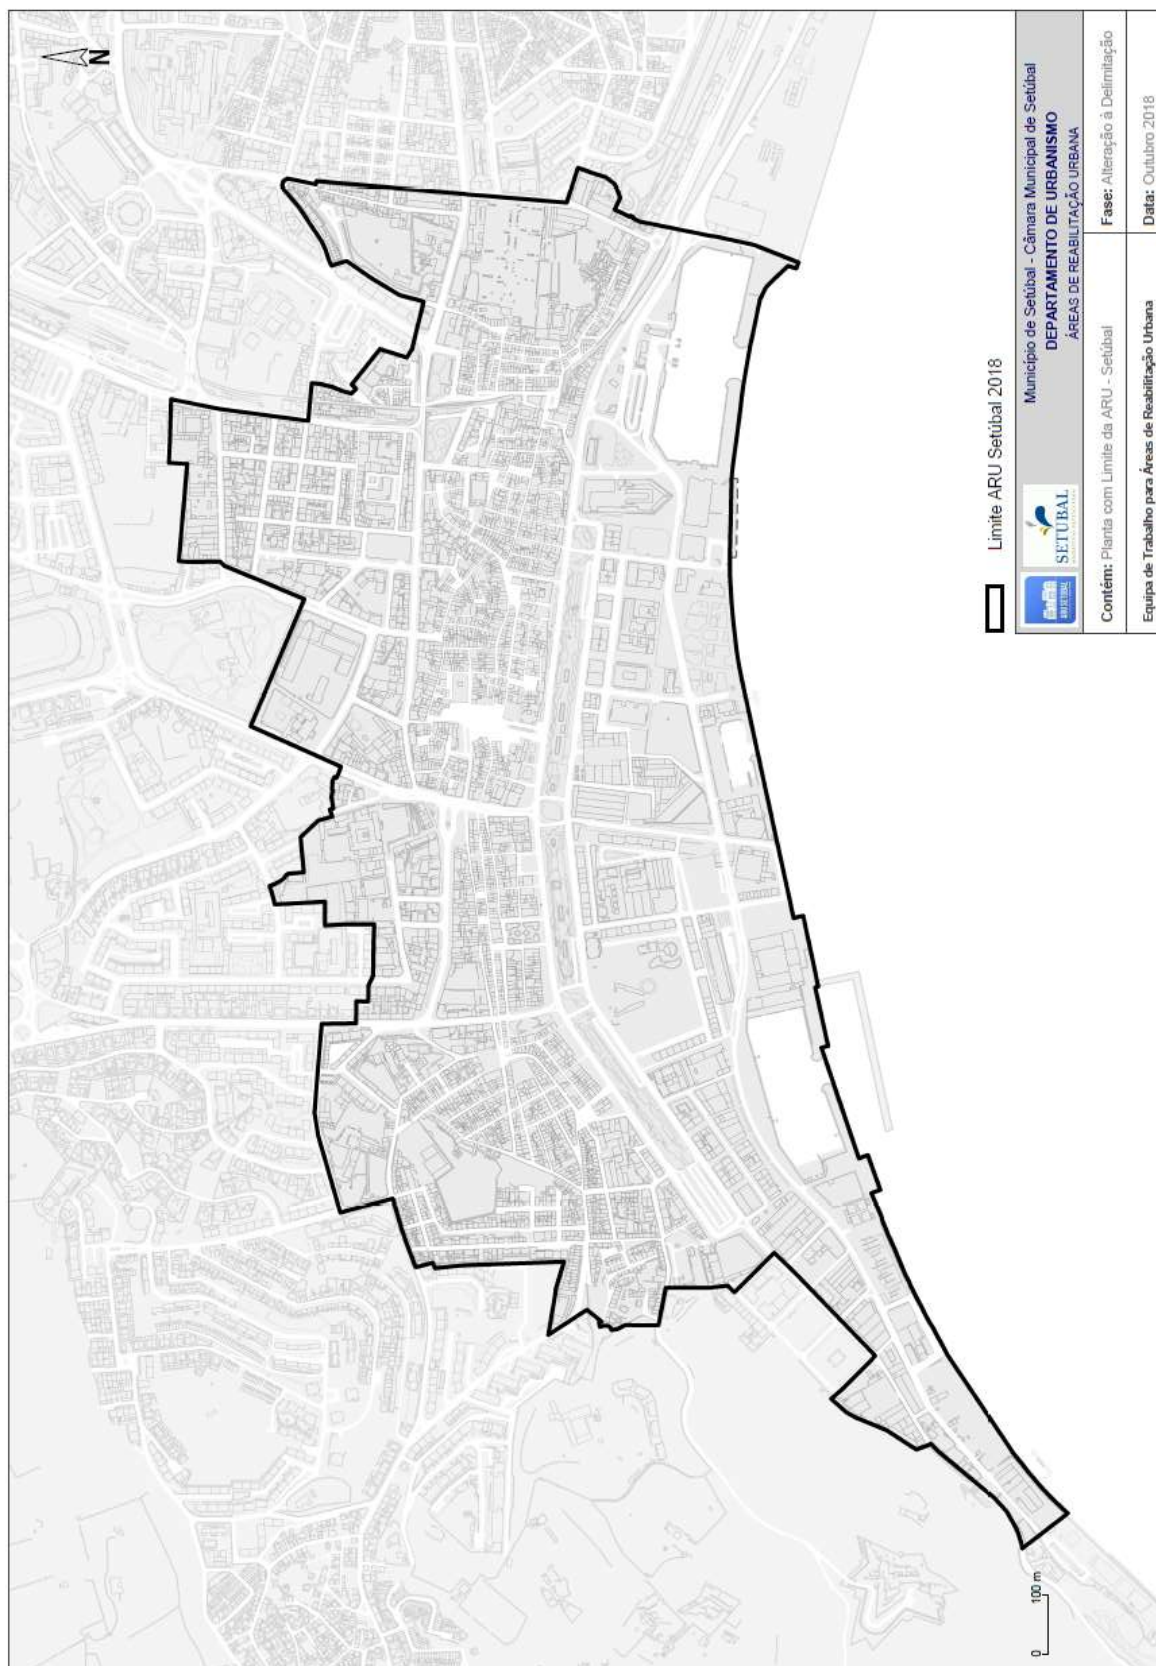 N
0 100 m
Limite ARU Setúbal 2018
ARU SETÚBAL
SETÚBAL
Município de Setúbal - Câmara Municipal de Setúbal
DEPARTAMENTO DE URBANISMO
ÁREAS DE REABILITAÇÃO URBANA
Contém: Planta com Limite da ARU - Setúbal
Fase: Alteração à Delimitação
Equipa de Trabalho para Áreas de Reabilitação Urbana
Data: Outubro 2018